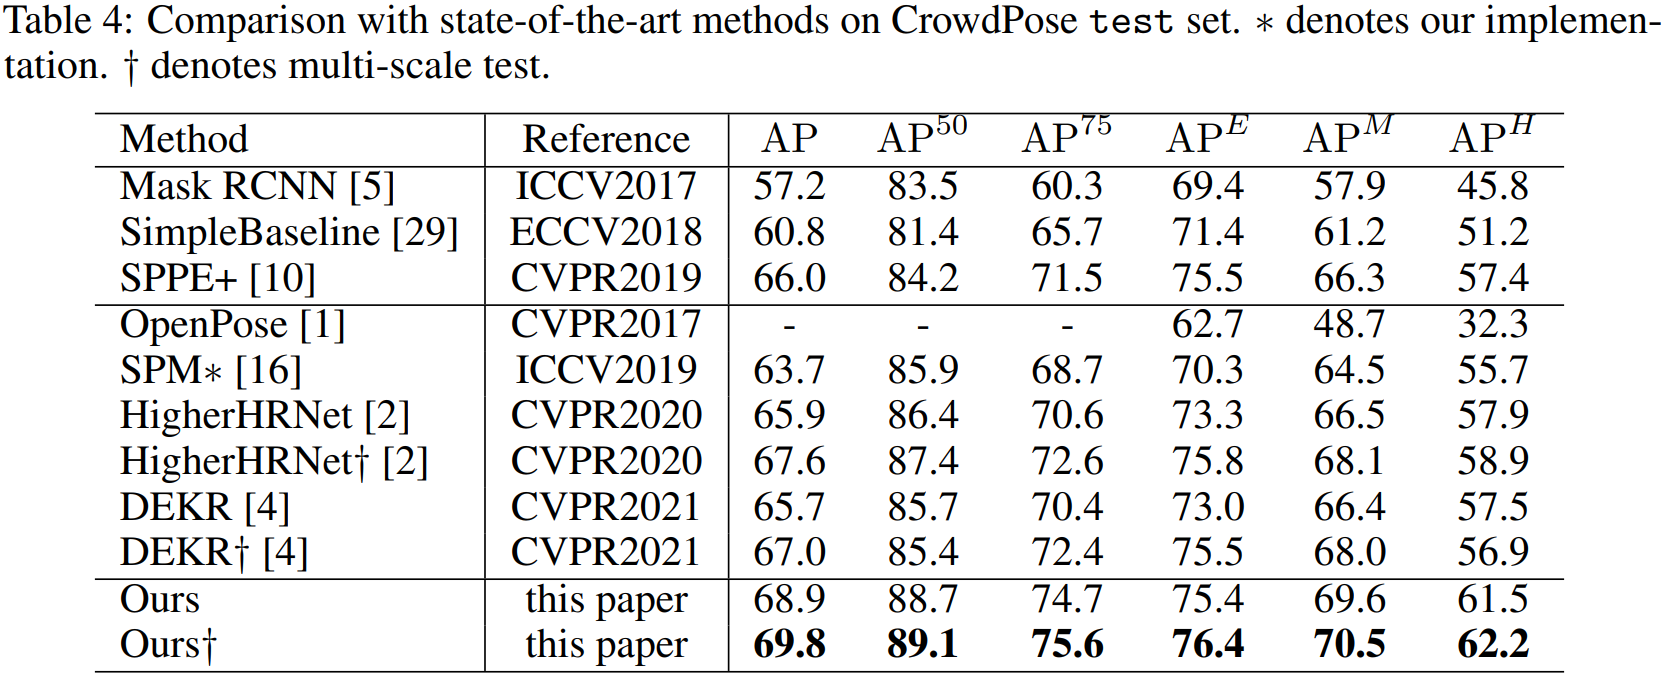 Table 4: Comparison with state-of-the-art methods on CrowdPose test set. ∗ denotes our implemen-
tation. † denotes multi-scale test.
Method Reference AP AP^50 AP^75 AP^E AP^M AP^H
Mask RCNN [5] ICCV2017 57.2 83.5 60.3 69.4 57.9 45.8
SimpleBaseline [29] ECCV2018 60.8 81.4 65.7 71.4 61.2 51.2
SPPE+ [10] CVPR2019 66.0 84.2 71.5 75.5 66.3 57.4
OpenPose [1] CVPR2017 - - - 62.7 48.7 32.3
SPM∗ [16] ICCV2019 63.7 85.9 68.7 70.3 64.5 55.7
HigherHRNet [2] CVPR2020 65.9 86.4 70.6 73.3 66.5 57.9
HigherHRNet† [2] CVPR2020 67.6 87.4 72.6 75.8 68.1 58.9
DEKR [4] CVPR2021 65.7 85.7 70.4 73.0 66.4 57.5
DEKR† [4] CVPR2021 67.0 85.4 72.4 75.5 68.0 56.9
Ours this paper 68.9 88.7 74.7 75.4 69.6 61.5
Ours† this paper 69.8 89.1 75.6 76.4 70.5 62.2